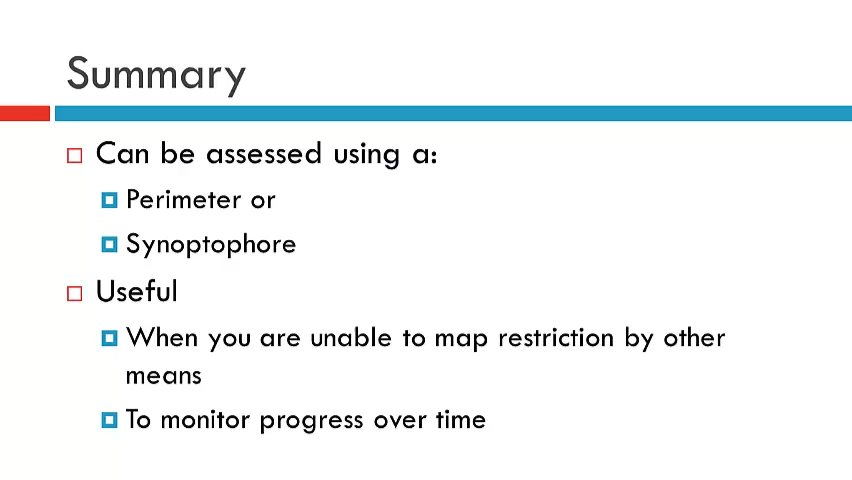 Summary
Can be assessed using a:
Perimeter or
Synoptophore
Useful
When you are unable to map restriction by other
means
To monitor progress over time